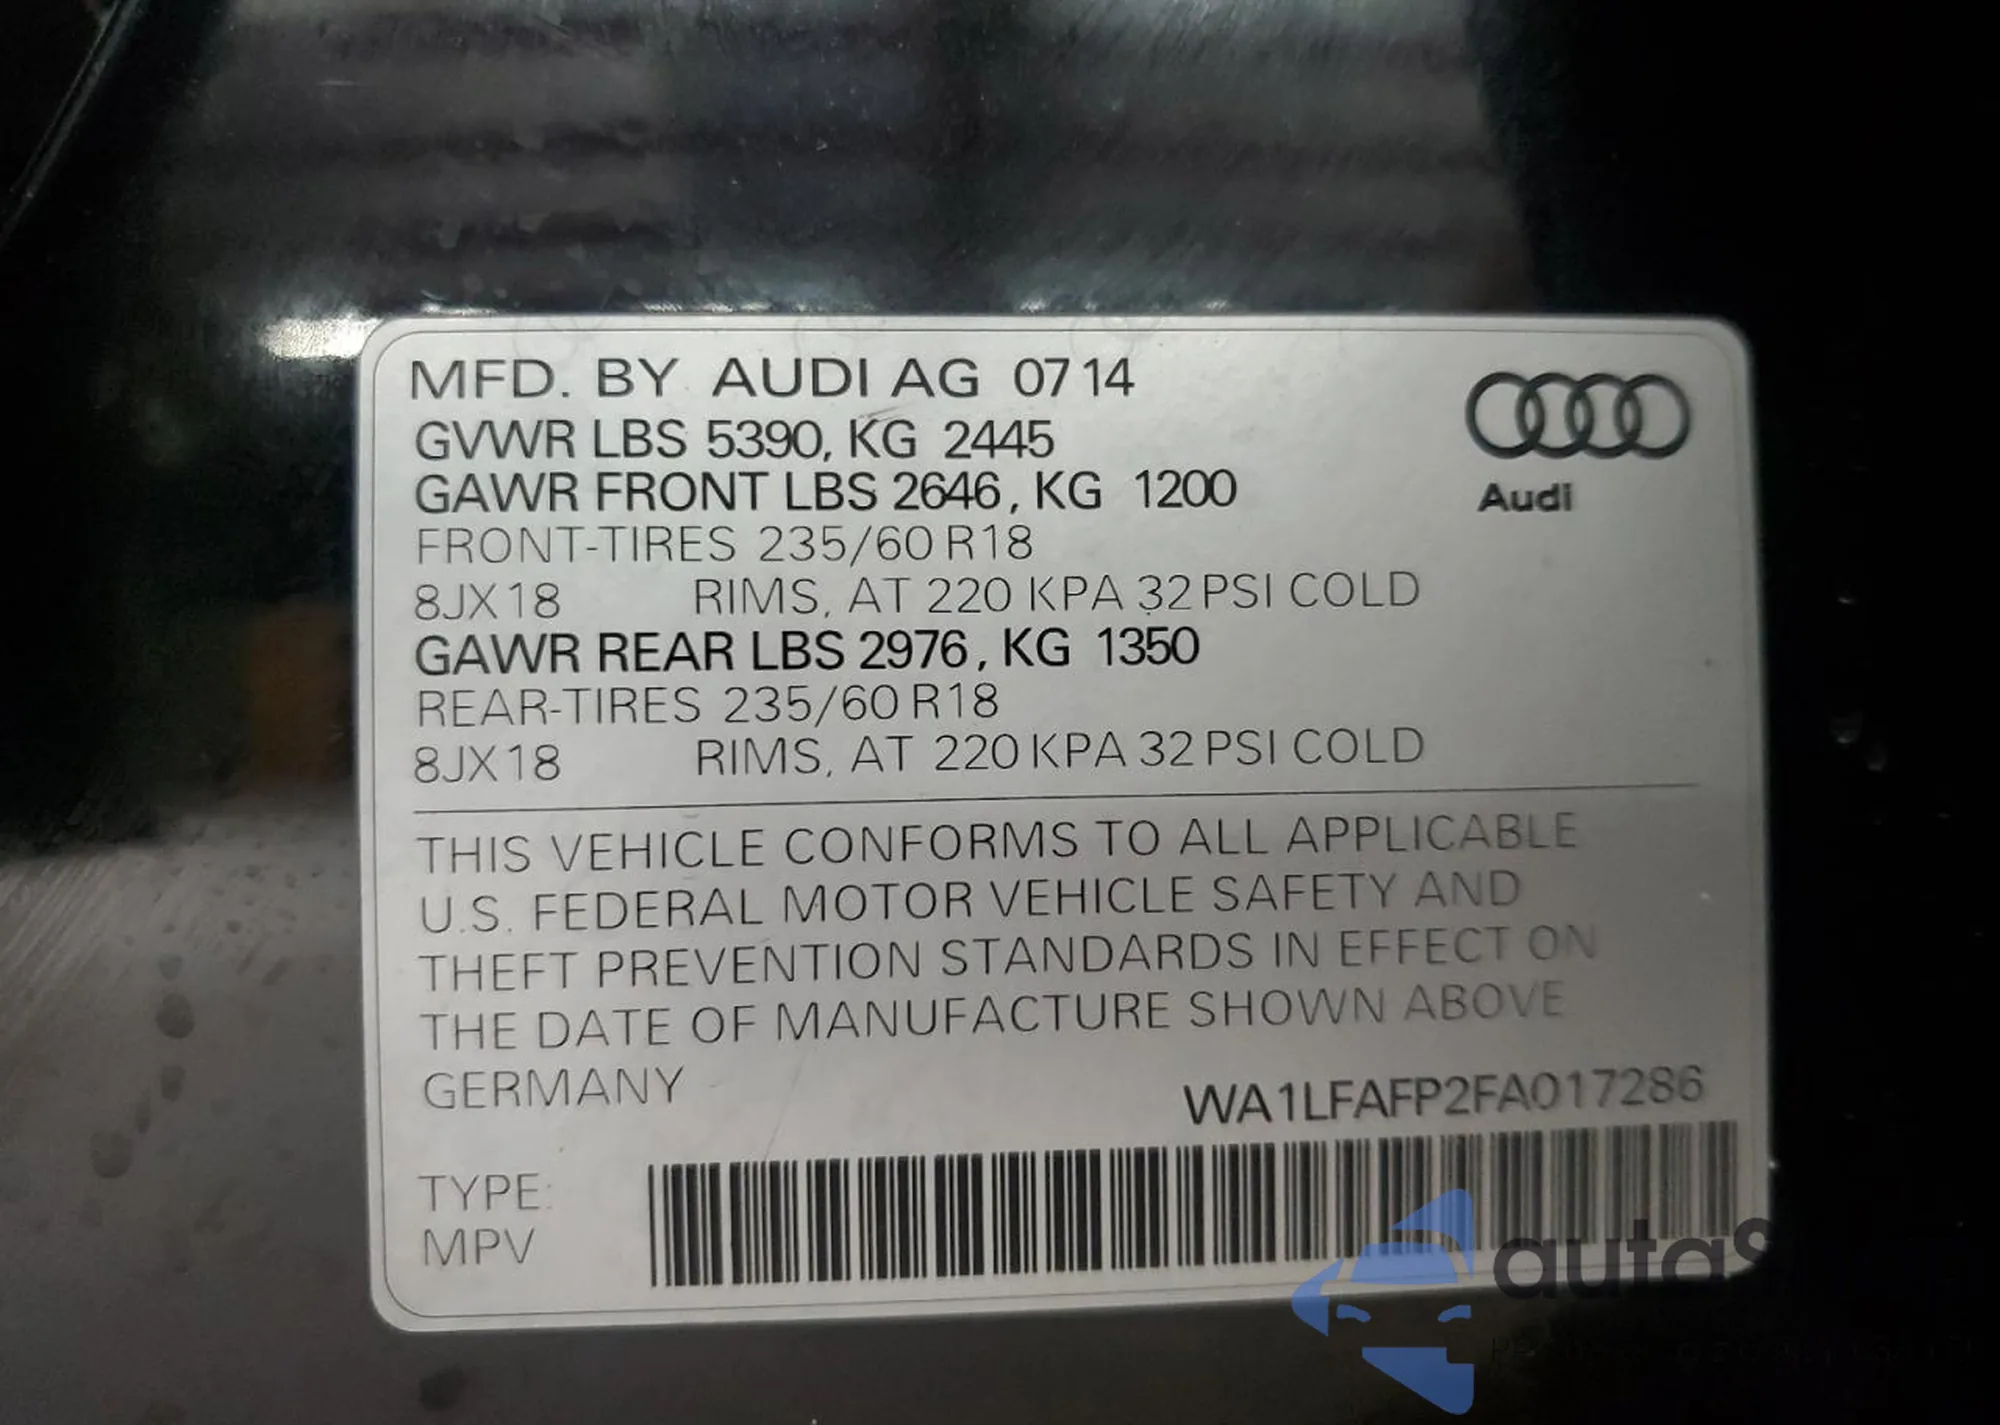 MFD. BY AUDI AG 07 14
GVWR LBS 5390, KG 2445
GAWR FRONT LBS 2646, KG 1200
Audi
FRONT-TIRES 235/60 R18
8JX18 RIMS, AT 220 KPA 32 PSI COLD
GAWR REAR LBS 2976, KG 1350
REAR-TIRES 235/60 R18
8JX18 RIMS, AT 220 KPA 32 PSI COLD
THIS VEHICLE CONFORMS TO ALL APPLICABLE
U.S. FEDERAL MOTOR VEHICLE SAFETY AND
THEFT PREVENTION STANDARDS IN EFFECT ON
THE DATE OF MANUFACTURE SHOWN ABOVE
GERMANY
WA1LFAFP2FA017286
TYPE:
MPV